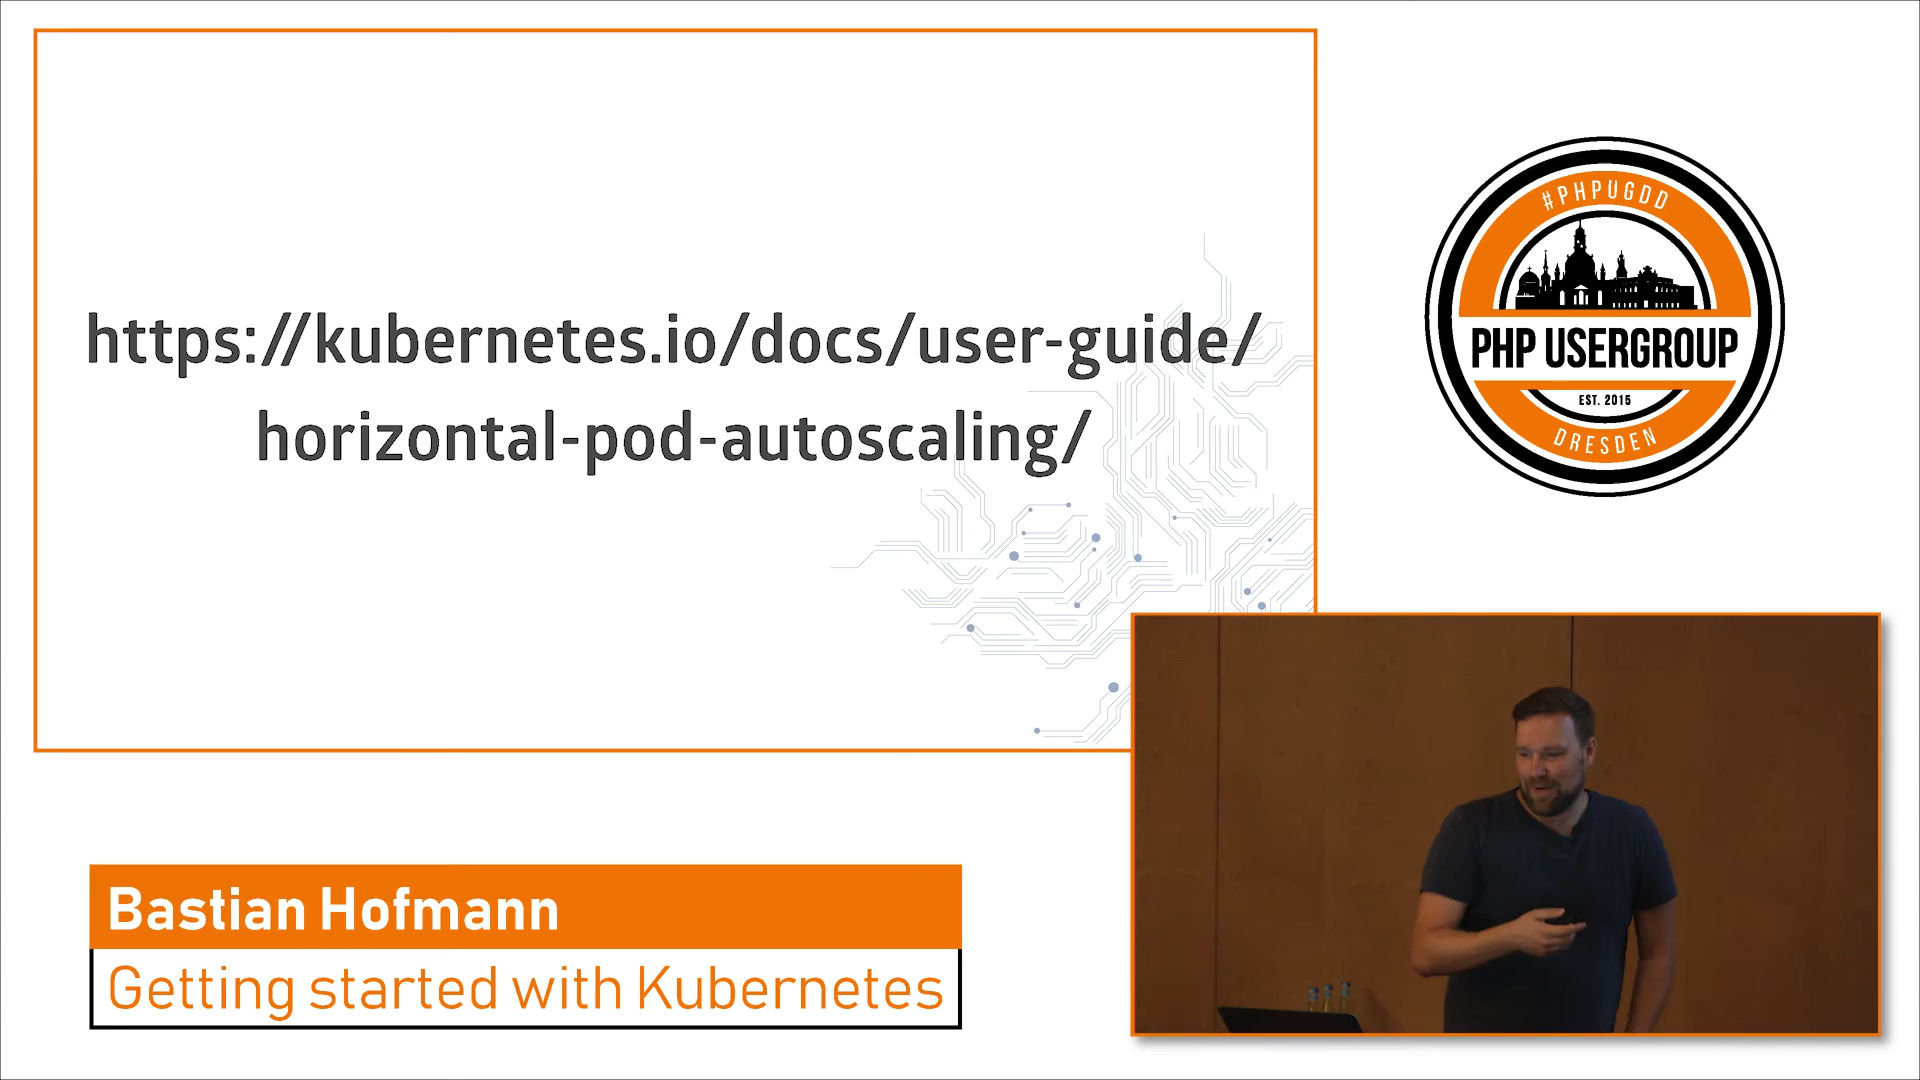 https://kubernetes.io/docs/user-guide/
horizontal-pod-autoscaling/
#PHPUGDD
PHP USERGROUP
EST. 2015
DRESDEN
Bastian Hofmann
Getting started with Kubernetes